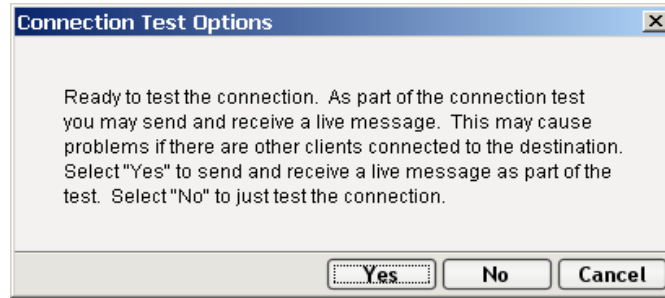 Connection Test Options
Ready to test the connection.  As part of the connection test
you may send and receive a live message.  This may cause
problems if there are other clients connected to the destination.
Select "Yes" to send and receive a live message as part of the
test.  Select "No" to just test the connection.
Yes No Cancel